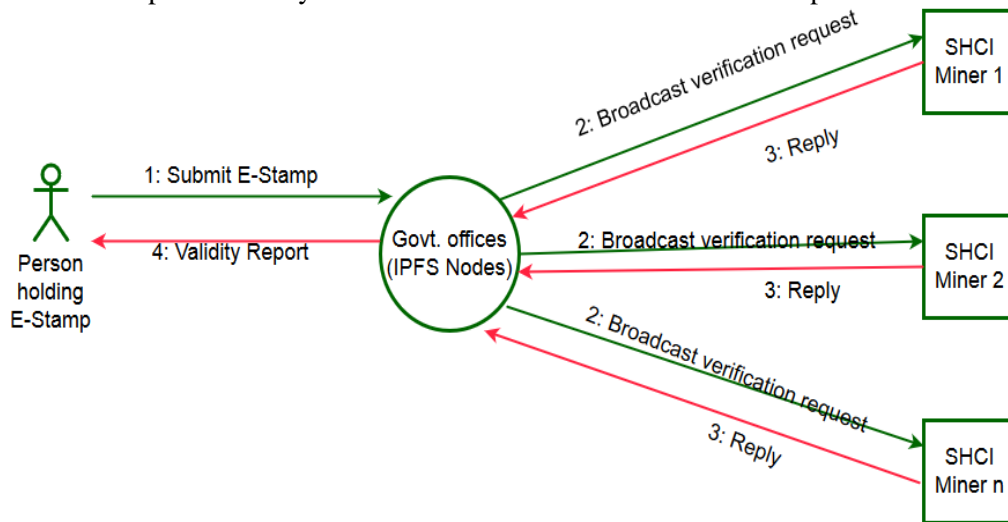 2: Broadcast verification request
SHCI
Miner 1
3: Reply
1: Submit E-Stamp
4: Validity Report
Person
holding
E-Stamp
Govt. offices
(IPFS Nodes)
2: Broadcast verification request
SHCI
Miner 2
3: Reply
2: Broadcast verification request
3: Reply
SHCI
Miner n